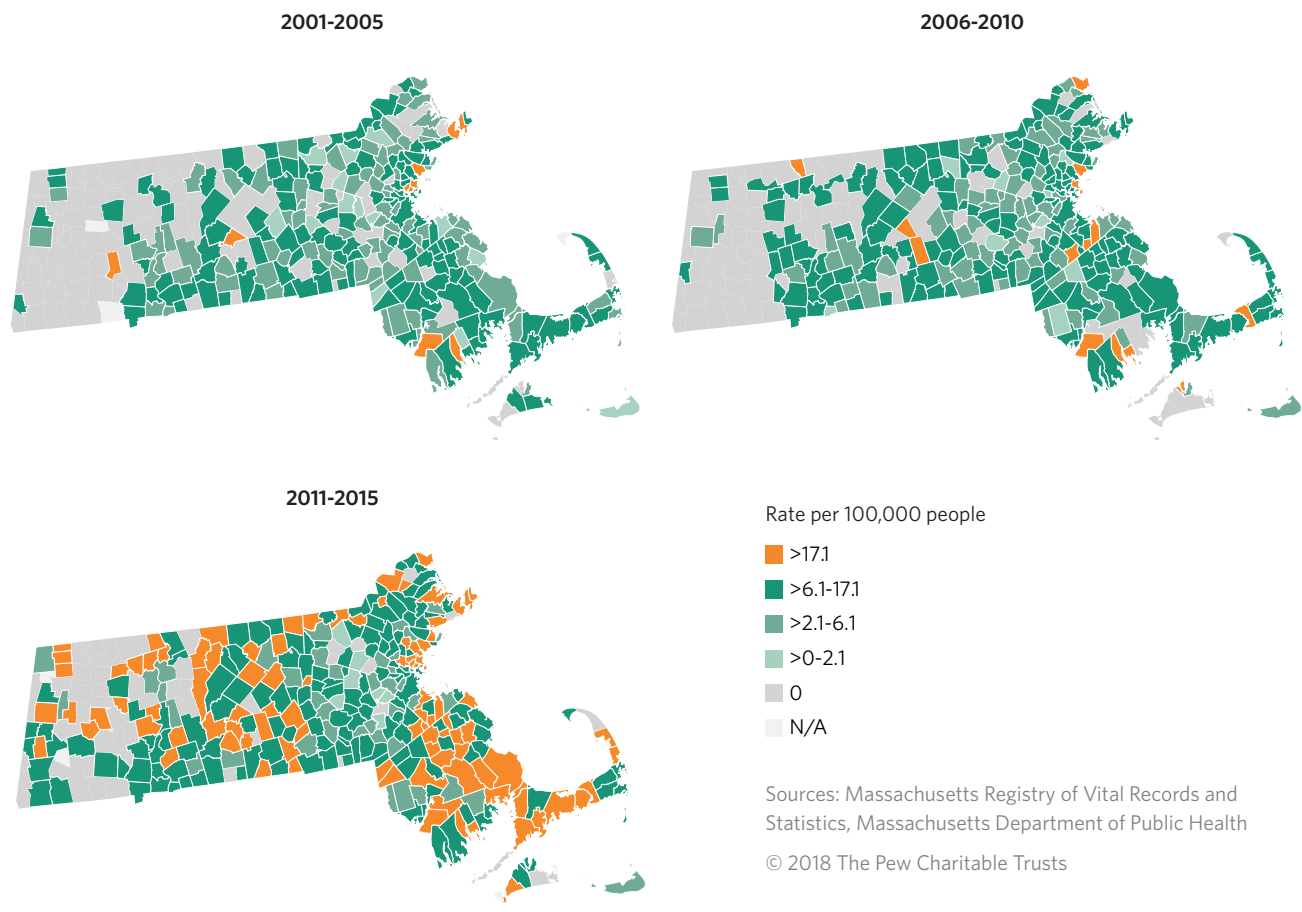 2001-2005
2006-2010
2011-2015
Rate per 100,000 people
>17.1
>6.1-17.1
>2.1-6.1
>0-2.1
0
N/A
Sources: Massachusetts Registry of Vital Records and
Statistics, Massachusetts Department of Public Health
© 2018 The Pew Charitable Trusts